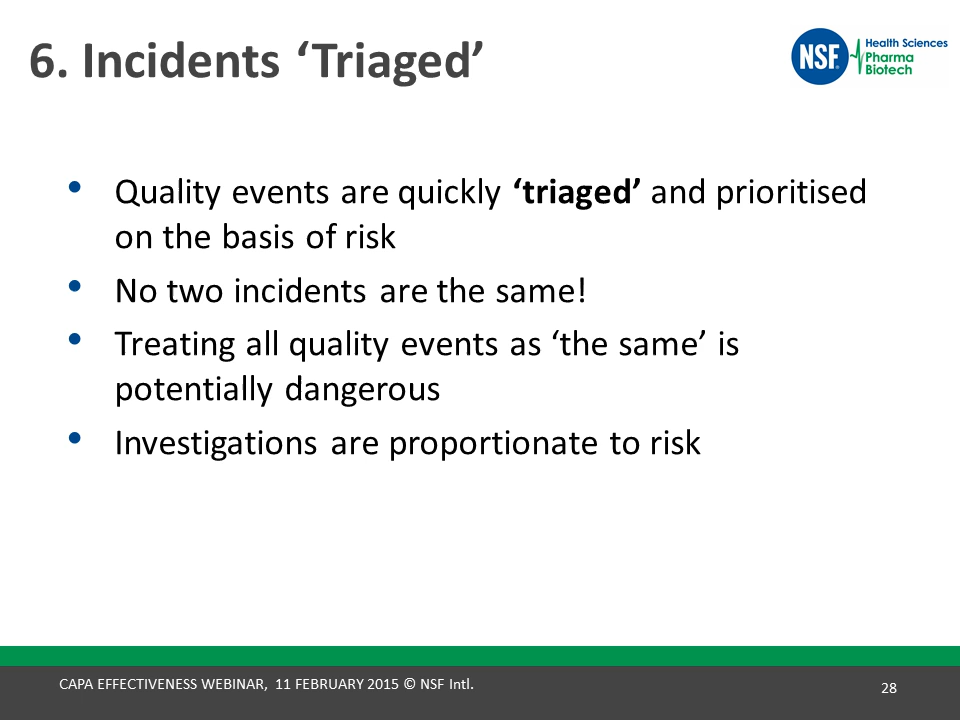 6. Incidents ‘Triaged’
NSF
Health Sciences
Pharma
Biotech
• Quality events are quickly ‘triaged’ and prioritised
on the basis of risk
• No two incidents are the same!
• Treating all quality events as ‘the same’ is
potentially dangerous
• Investigations are proportionate to risk
CAPA EFFECTIVENESS WEBINAR, 11 FEBRUARY 2015 © NSF Intl.
28